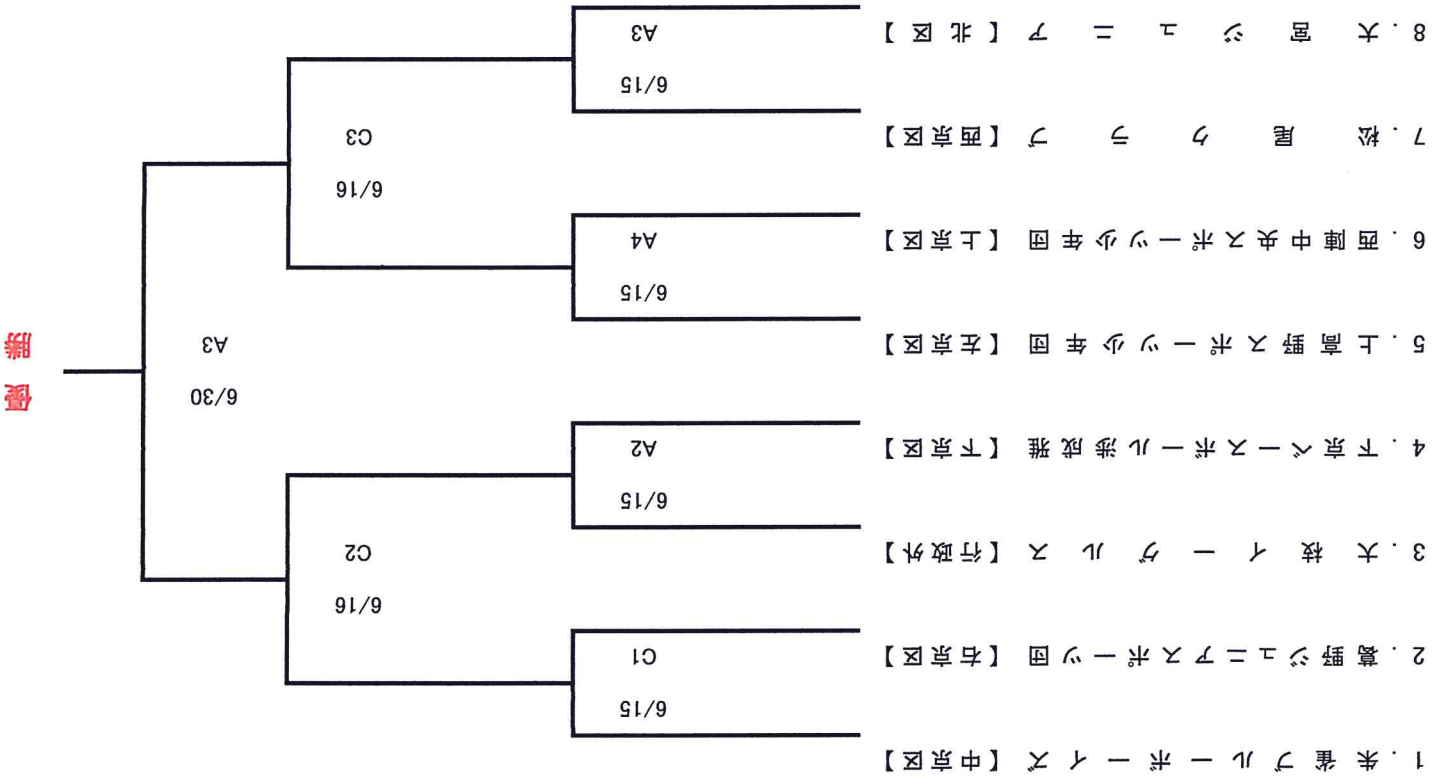 1．朱雀ブルーボーイズ【中京区】
6/15
C1
2．葛野ジュニアスポーツ団【右京区】
6/16
C2
3．大枝イーグルス【行政外】
6/15
A2
4．下京ベースボール渉成雅【下京区】
6/30
A3
優勝
5．上高野スポーツ少年団【左京区】
6/15
A4
6．西陣中央スポーツ少年団【上京区】
6/16
C3
7．松尾クラブ【西京区】
6/15
A3
8．大宮ジュニア【北区】